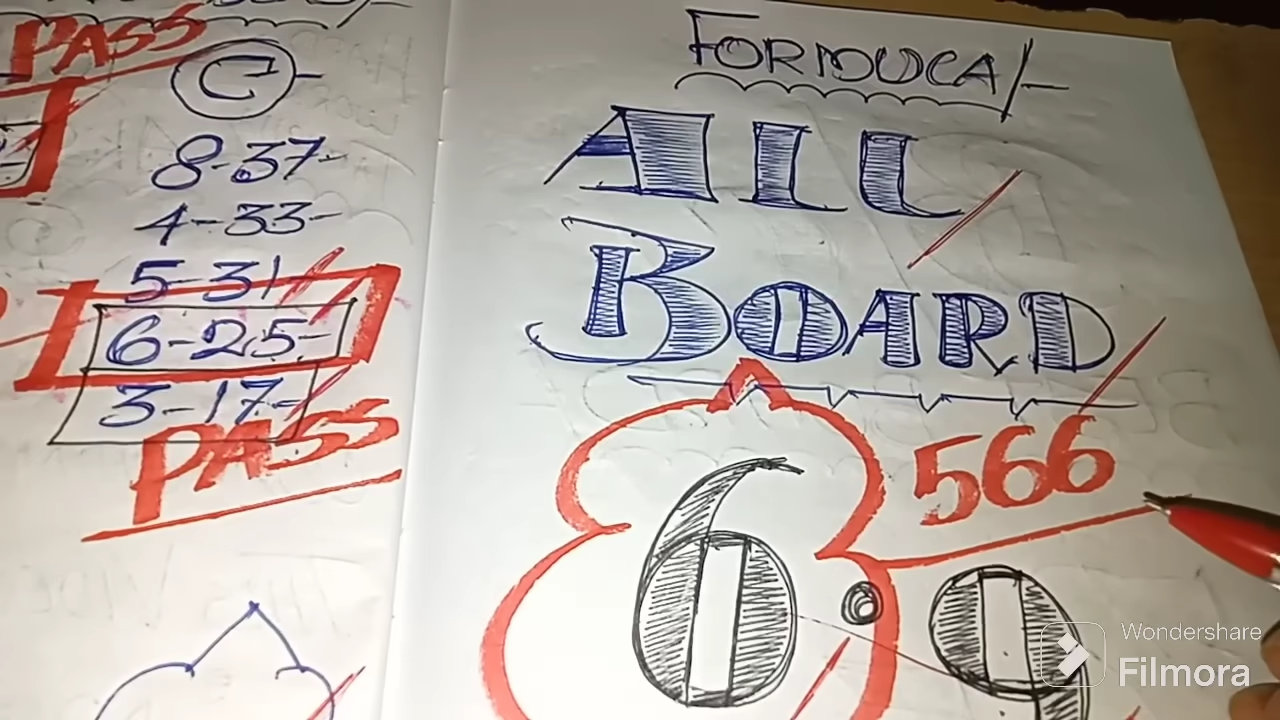 PASS
C
8-37-
4-33-
5-31
6-25-
3-17-
PASS
FORMULA/-
ALL
BOARD
566
6 0 9
Wondershare
Filmora